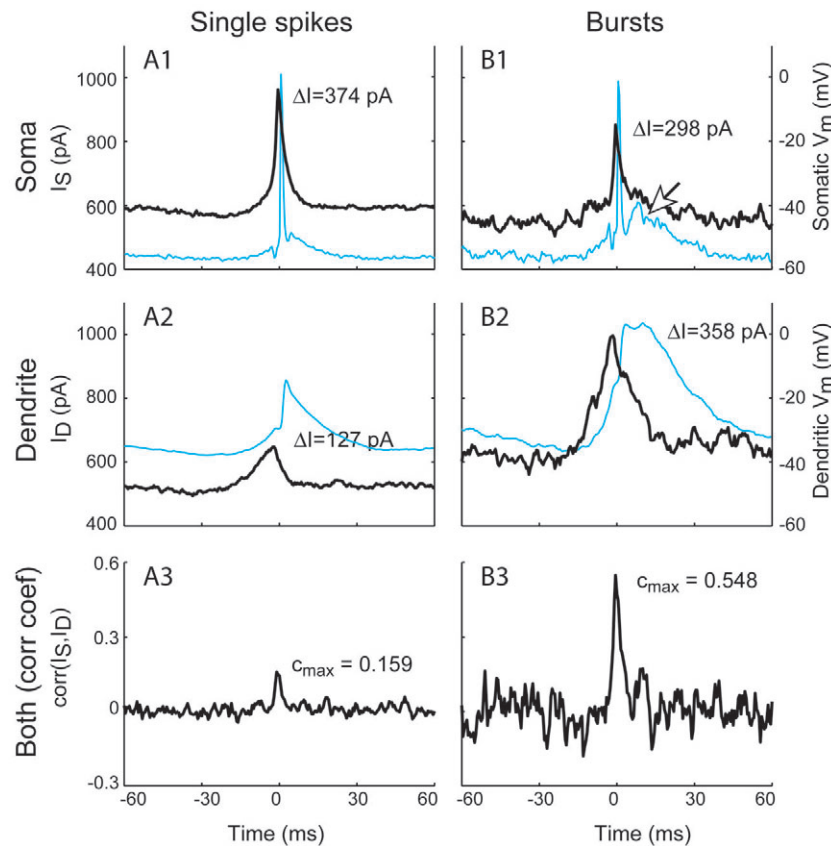 Single spikes
Bursts
Soma
I_S (pA)
1000
800
600
400
A1
ΔI=374 pA
B1
ΔI=298 pA
0
-20
-40
-60
Somatic V_m (mV)
Dendrite
I_D (pA)
1000
800
600
400
A2
ΔI=127 pA
B2
ΔI=358 pA
0
-20
-40
-60
Dendritic V_m (mV)
Both (corr coef)
corr(I_S,I_D)
0.6
0.3
0
-0.3
A3
c_max = 0.159
B3
c_max = 0.548
-60
-30
0
30
60
-60
-30
0
30
60
Time (ms)
Time (ms)